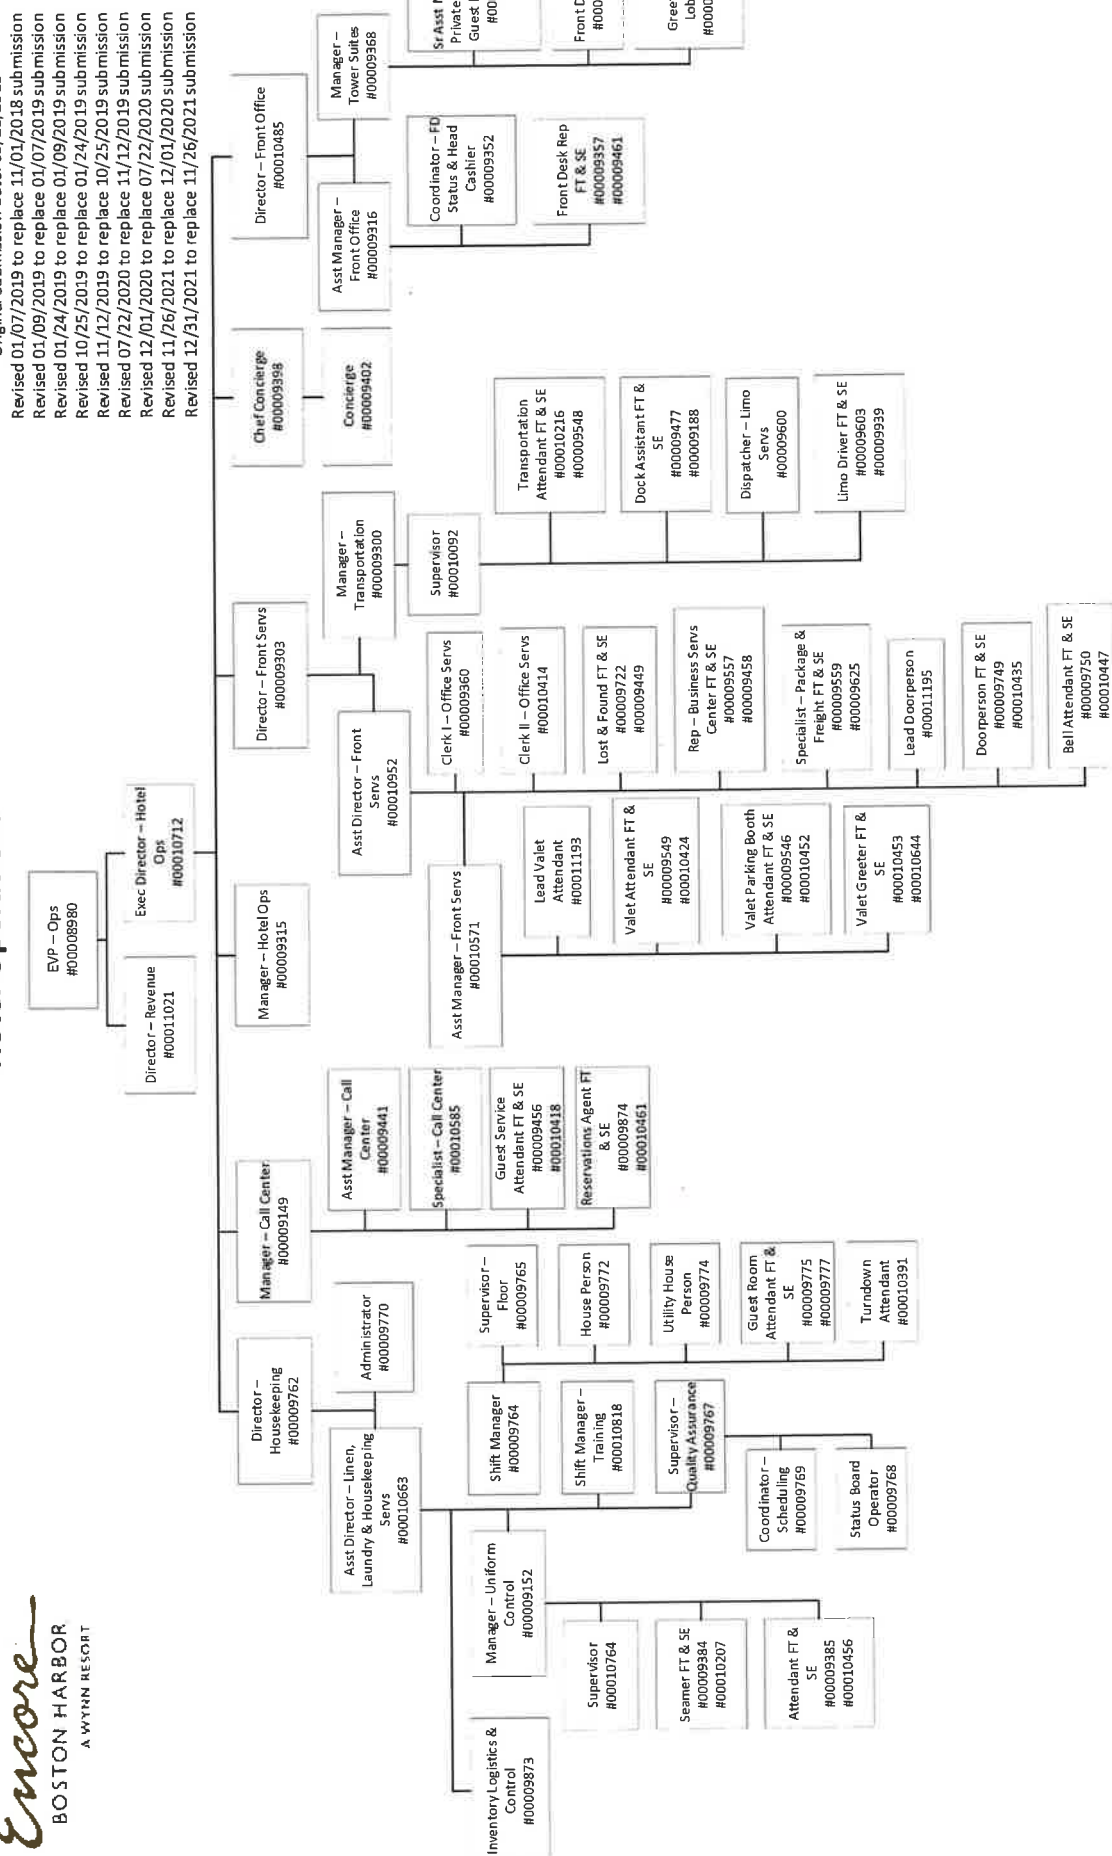 Encore
BOSTON HARBOR
A WYNN RESORT
Revised 01/07/2019 to replace 11/01/2018 submission
Revised 01/09/2019 to replace 01/07/2019 submission
Revised 01/24/2019 to replace 01/09/2019 submission
Revised 10/25/2019 to replace 01/24/2019 submission
Revised 11/12/2019 to replace 10/25/2019 submission
Revised 07/22/2020 to replace 11/12/2019 submission
Revised 12/01/2020 to replace 07/22/2020 submission
Revised 11/26/2021 to replace 12/01/2020 submission
Revised 12/31/2021 to replace 11/26/2021 submission
EVP – Ops
#00008980
Director – Revenue
#00011021
Exec Director – Hotel
Ops
#00010712
Director –
Housekeeping
#00009762
Manager – Call Center
#00009149
Manager – Hotel Ops
#00009315
Director – Front Servs
#00009303
Chef Concierge
#00009398
Director – Front Office
#00010485
Asst Director – Linen,
Laundry & Housekeeping
Servs
#00010663
Administrator
#00009770
Inventory Logistics &
Control
#00009873
Manager – Uniform
Control
#00009152
Supervisor
#00010764
Seamer FT & SE
#00009384
#00010207
Attendant FT &
SE
#00009385
#00010456
Shift Manager
#00009764
Shift Manager –
Training
#00010818
Supervisor –
Quality Assurance
#00009767
Coordinator –
Scheduling
#00009769
Status Board
Operator
#00009768
Supervisor –
Floor
#00009765
House Person
#00009772
Utility House
Person
#00009774
Guest Room
Attendant FT &
SE
#00009775
#00009777
Turndown
Attendant
#00010391
Asst Manager – Call
Center
#00009441
Specialist – Call Center
#00010585
Guest Service
Attendant FT & SE
#00009456
#00010418
Reservations Agent FT
& SE
#00009874
#00010461
Asst Director – Front
Servs
#00010952
Manager –
Transportation
#00009300
Asst Manager – Front Servs
#00010571
Lead Valet
Attendant
#00011193
Valet Attendant FT &
SE
#00009549
#00010424
Valet Parking Booth
Attendant FT & SE
#00009546
#00010452
Valet Greeter FT &
SE
#00010453
#00010644
Clerk I – Office Servs
#00009360
Clerk II – Office Servs
#00010414
Lost & Found FT & SE
#00009722
#00009449
Rep – Business Servs
Center FT & SE
#00009557
#00009458
Specialist – Package &
Freight FT & SE
#00009559
#00009625
Lead Doorperson
#00011195
Doorperson FT & SE
#00009749
#00010435
Bell Attendant FT & SE
#00009750
#00010447
Supervisor
#00010092
Transportation
Attendant FT & SE
#00010216
#00009548
Dock Assistant FT &
SE
#00009477
#00009188
Dispatcher – Limo
Servs
#00009600
Limo Driver FT & SE
#00009603
#00009939
Concierge
#00009402
Asst Manager –
Front Office
#00009316
Manager –
Tower Suites
#00009368
Coordinator – FD
Status & Head
Cashier
#00009352
Front Desk Rep
FT & SE
#00009357
#00009461
Sr Asst
Private
Guest
Front